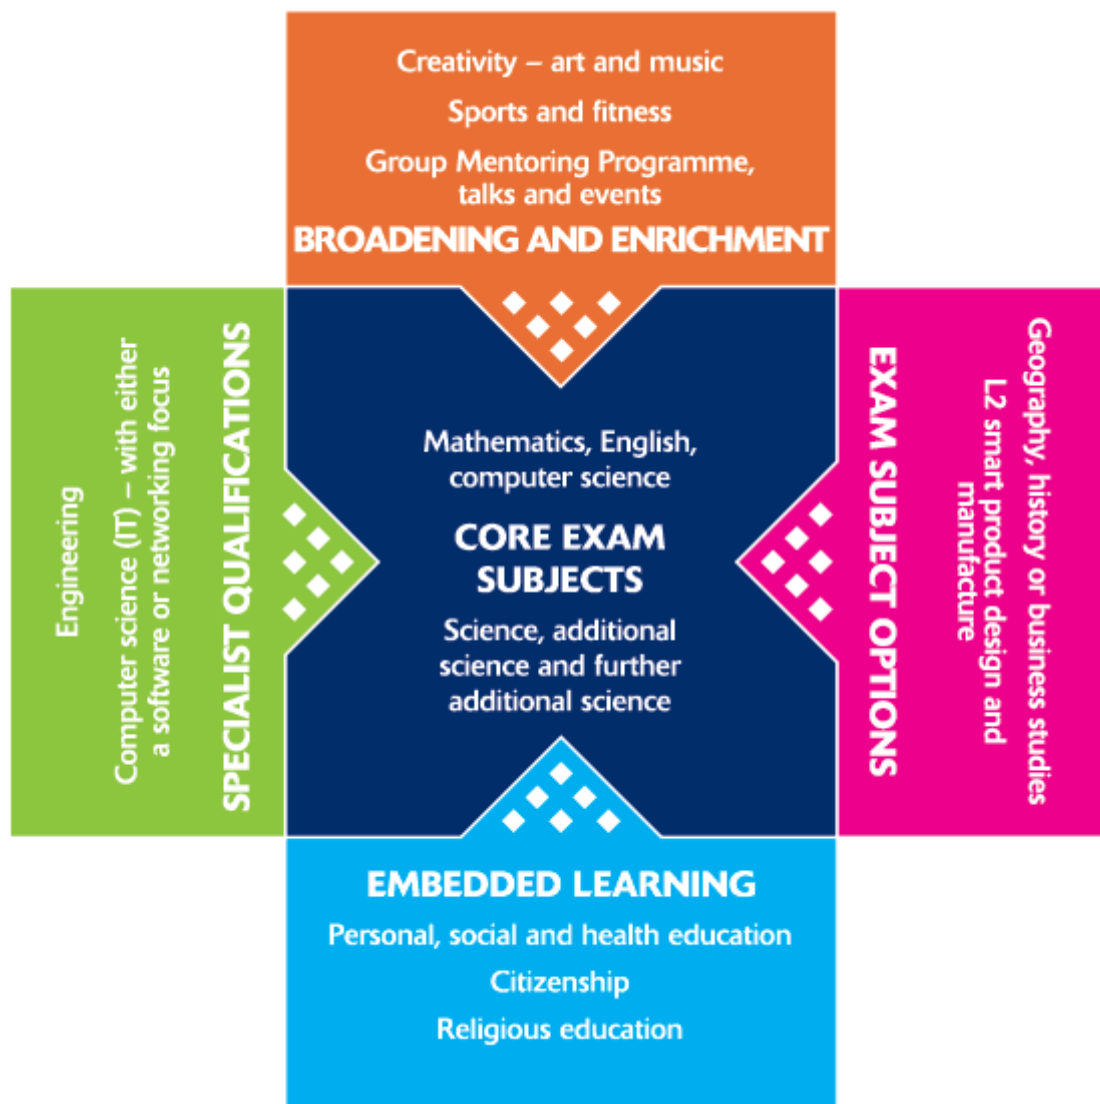 Creativity – art and music
Sports and fitness
Group Mentoring Programme,
talks and events
BROADENING AND ENRICHMENT
Engineering
Computer science (IT) – with either
a software or networking focus
SPECIALIST QUALIFICATIONS
Mathematics, English,
computer science
CORE EXAM
SUBJECTS
Science, additional
science and further
additional science
Geography, history or business studies
L2 smart product design and
manufacture
EXAM SUBJECT OPTIONS
EMBEDDED LEARNING
Personal, social and health education
Citizenship
Religious education